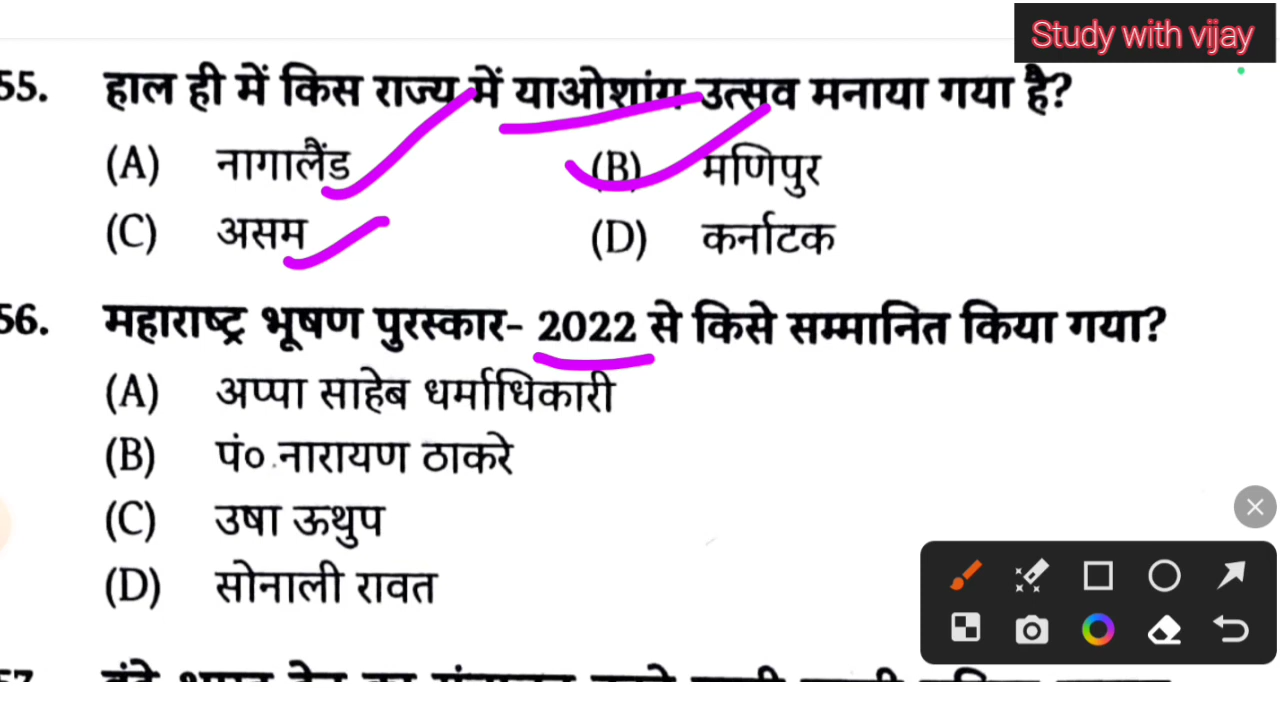 Study with vijay
55. हाल ही में किस राज्य में याओशांग उत्सव मनाया गया है?
(A) नागालैंड (B) मणिपुर
(C) असम (D) कर्नाटक
56. महाराष्ट्र भूषण पुरस्कार- 2022 से किसे सम्मानित किया गया?
(A) अप्पा साहेब धर्माधिकारी
(B) पं० नारायण ठाकरे
(C) उषा ऊथुप
(D) सोनाली रावत